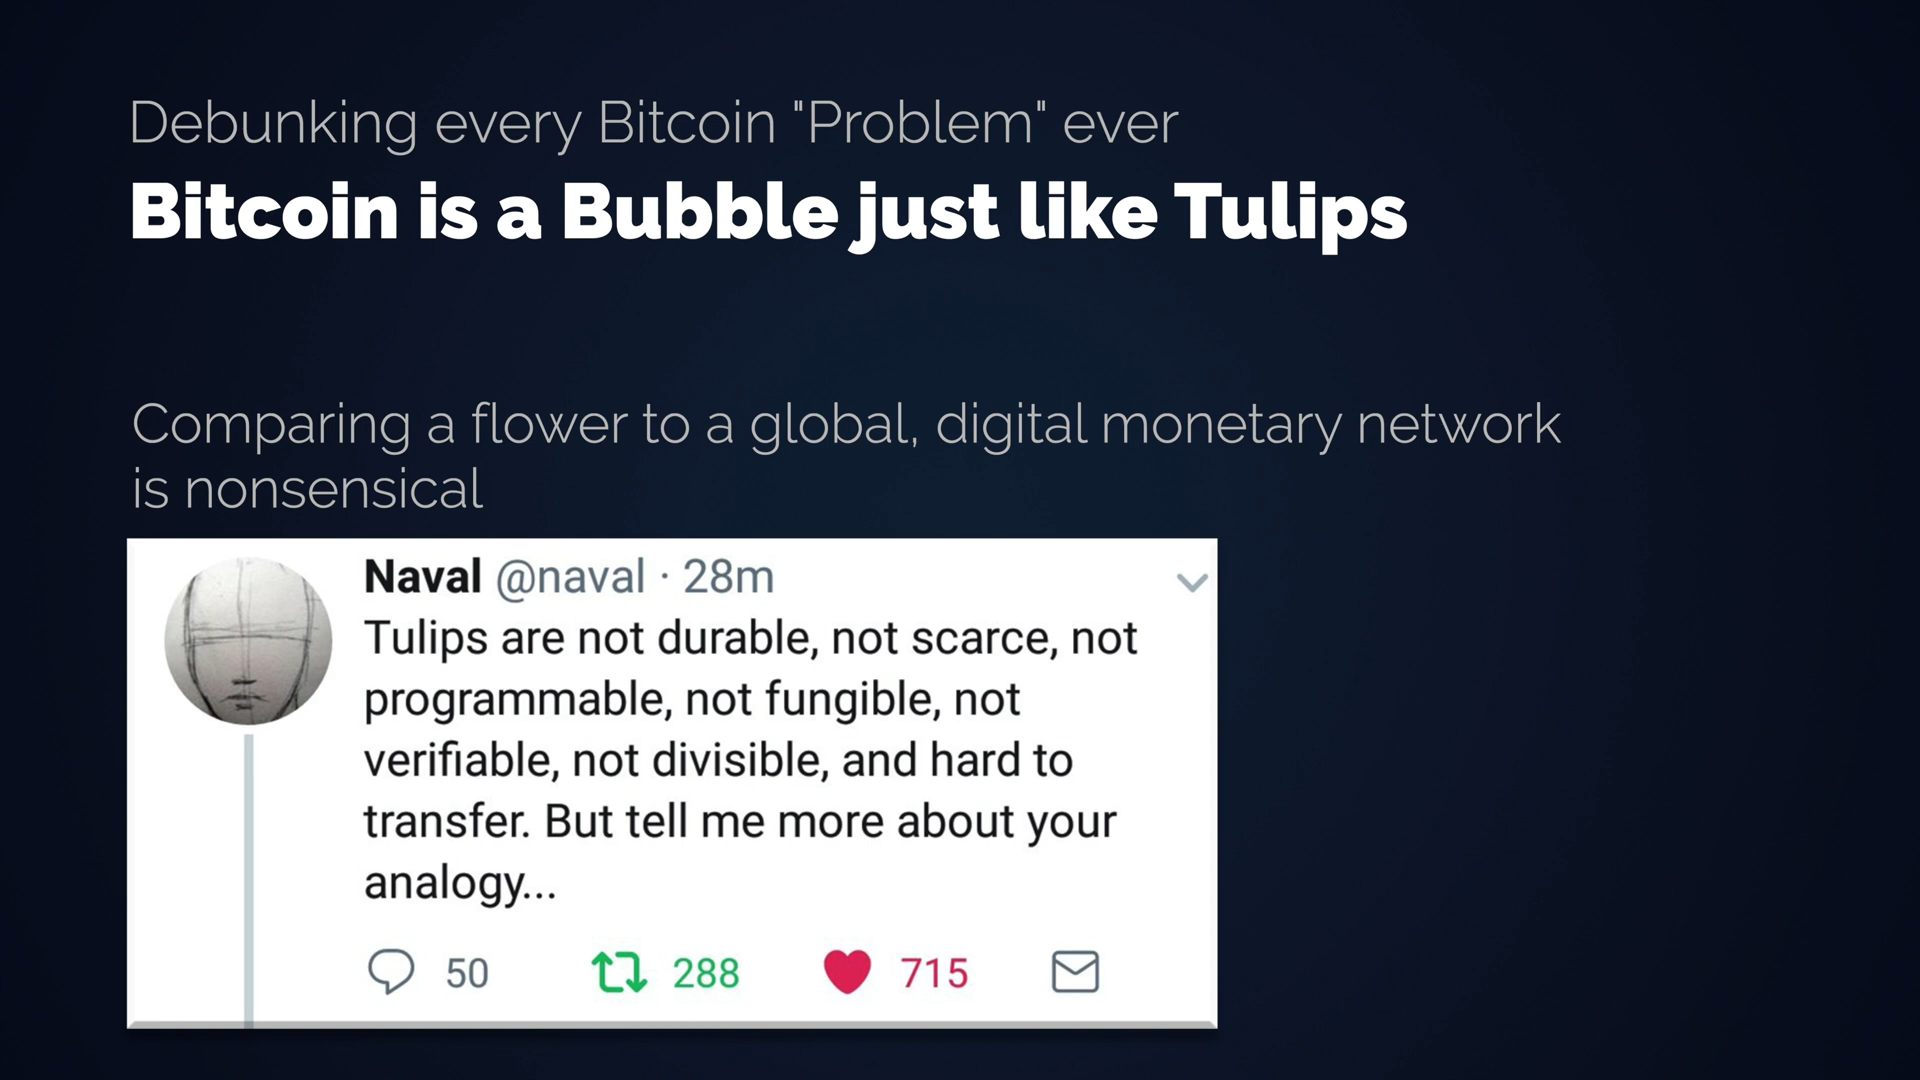 Debunking every Bitcoin "Problem" ever
Bitcoin is a Bubble just like Tulips
Comparing a flower to a global, digital monetary network
is nonsensical
Naval @naval · 28m
Tulips are not durable, not scarce, not
programmable, not fungible, not
verifiable, not divisible, and hard to
transfer. But tell me more about your
analogy...
50 288 715